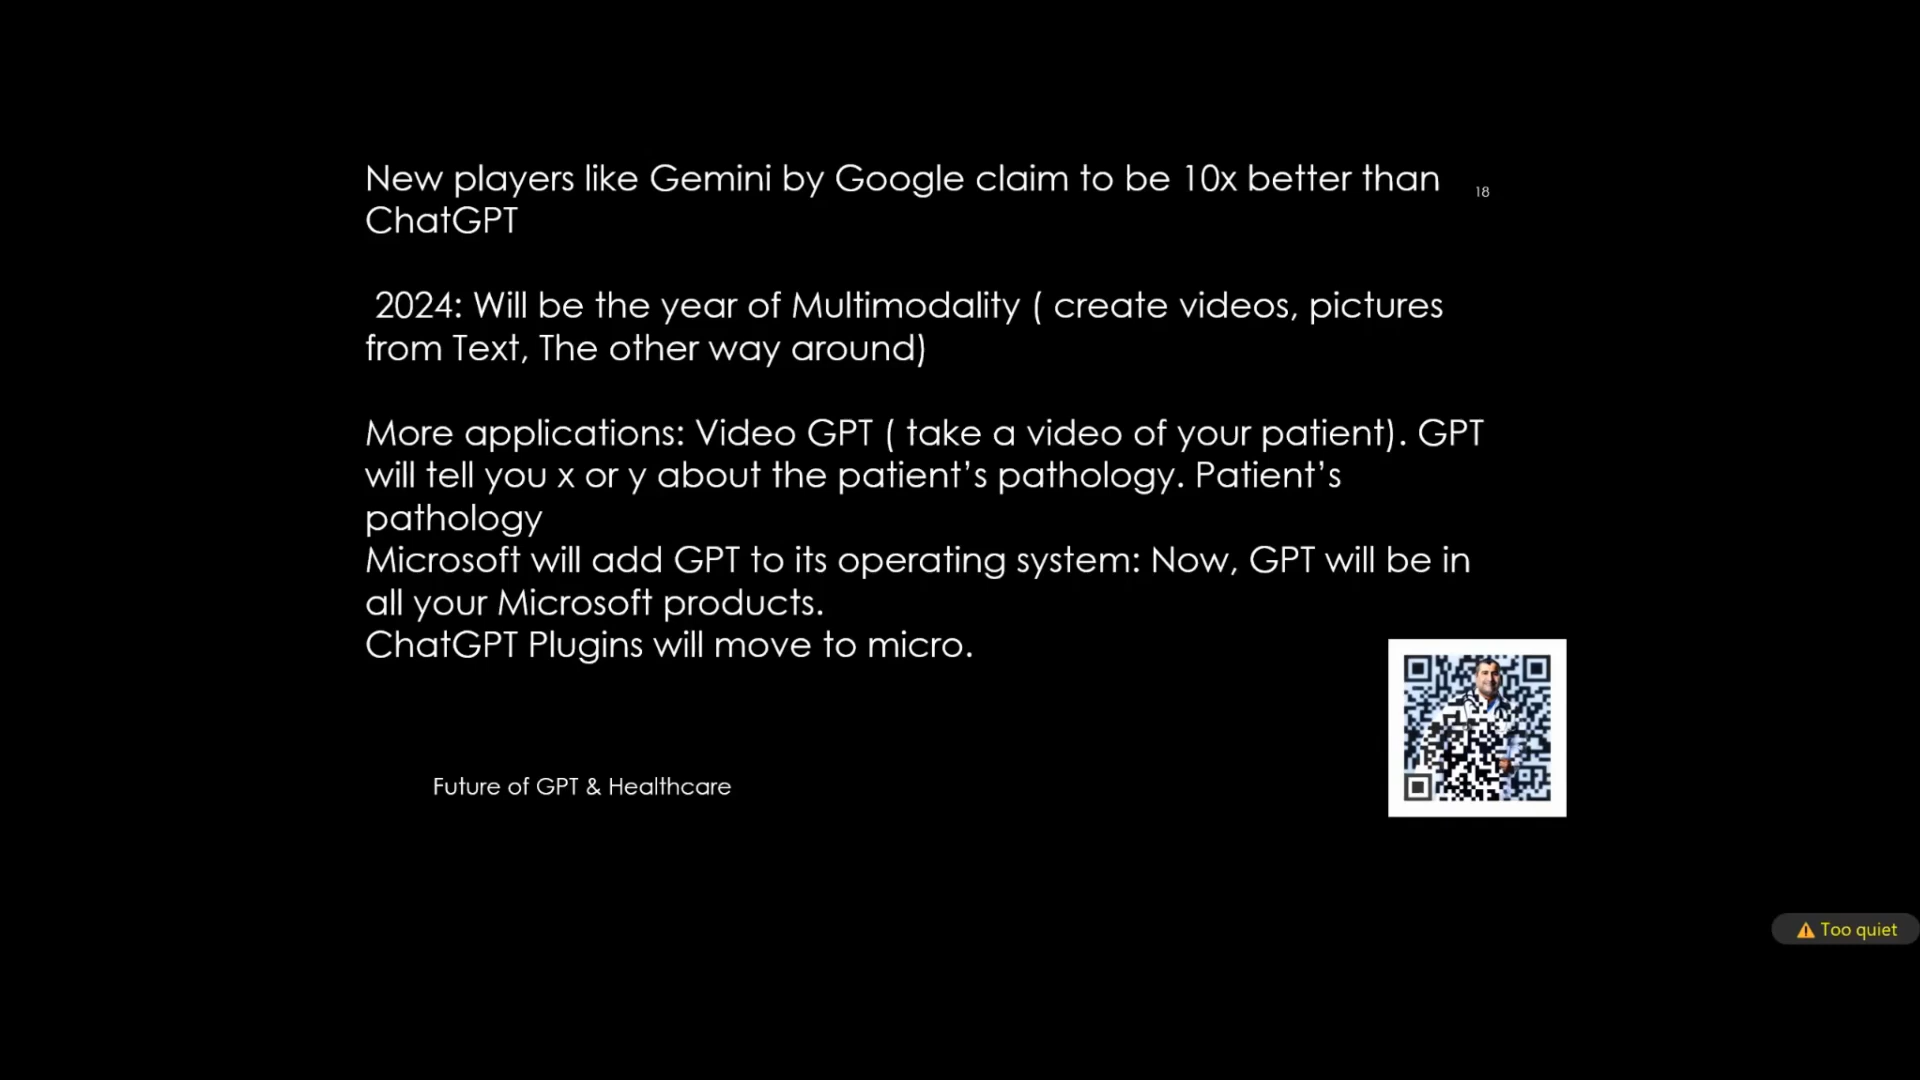 New players like Gemini by Google claim to be 10x better than
18
ChatGPT
2024: Will be the year of Multimodality ( create videos, pictures
from Text, The other way around)
More applications: Video GPT ( take a video of your patient). GPT
will tell you x or y about the patient’s pathology. Patient’s
pathology
Microsoft will add GPT to its operating system: Now, GPT will be in
all your Microsoft products.
ChatGPT Plugins will move to micro.
Future of GPT & Healthcare
Too quiet